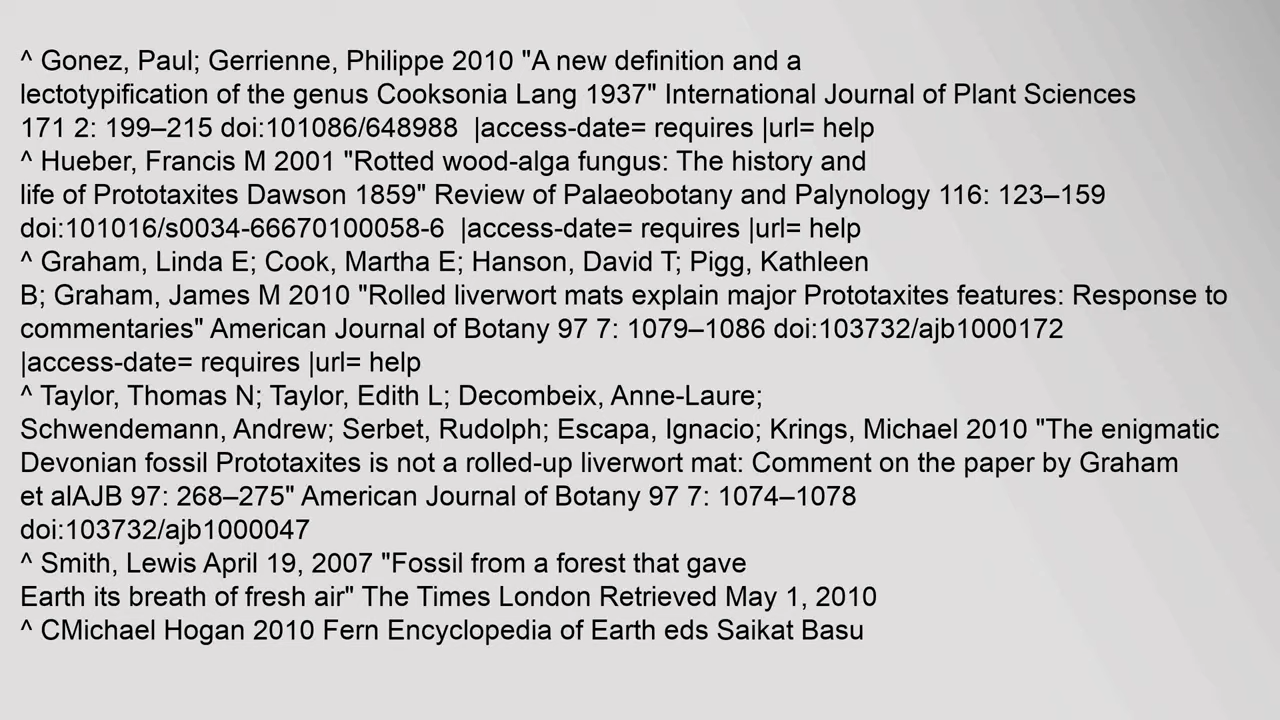 ^ Gonez, Paul; Gerrienne, Philippe 2010 "A new definition and a
lectotypification of the genus Cooksonia Lang 1937" International Journal of Plant Sciences
171 2: 199–215 doi:101086/648988  |access-date= requires |url= help
^ Hueber, Francis M 2001 "Rotted wood-alga fungus: The history and
life of Prototaxites Dawson 1859" Review of Palaeobotany and Palynology 116: 123–159
doi:101016/s0034-66670100058-6  |access-date= requires |url= help
^ Graham, Linda E; Cook, Martha E; Hanson, David T; Pigg, Kathleen
B; Graham, James M 2010 "Rolled liverwort mats explain major Prototaxites features: Response to
commentaries" American Journal of Botany 97 7: 1079–1086 doi:103732/ajb1000172
|access-date= requires |url= help
^ Taylor, Thomas N; Taylor, Edith L; Decombeix, Anne-Laure;
Schwendemann, Andrew; Serbet, Rudolph; Escapa, Ignacio; Krings, Michael 2010 "The enigmatic
Devonian fossil Prototaxites is not a rolled-up liverwort mat: Comment on the paper by Graham
et alAJB 97: 268–275" American Journal of Botany 97 7: 1074–1078
doi:103732/ajb1000047
^ Smith, Lewis April 19, 2007 "Fossil from a forest that gave
Earth its breath of fresh air" The Times London Retrieved May 1, 2010
^ CMichael Hogan 2010 Fern Encyclopedia of Earth eds Saikat Basu